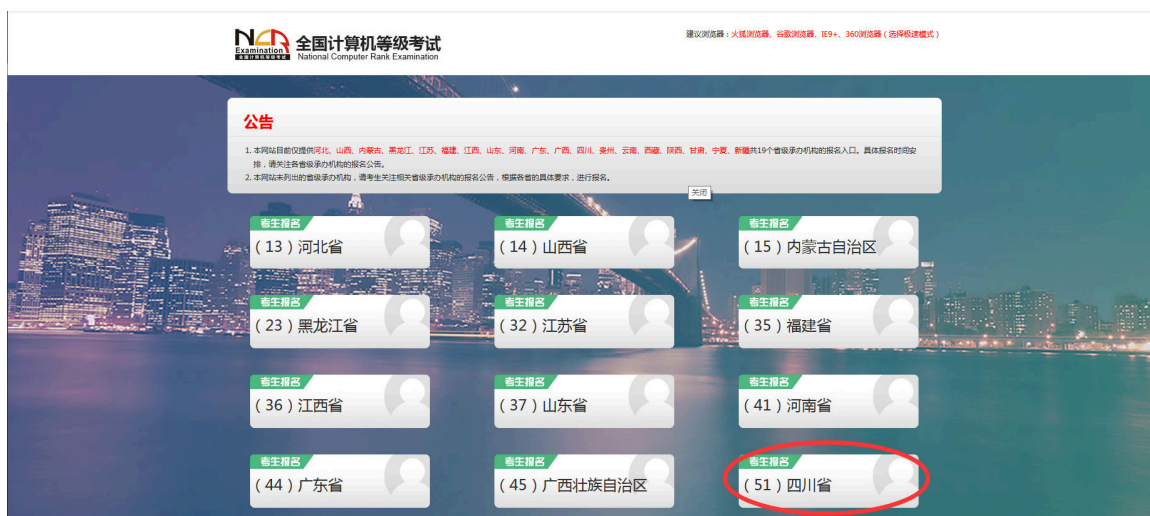 NCR
Examination
全国计算机等级考试
全国计算机等级考试
National Computer Rank Examination
建议浏览器：火狐浏览器、谷歌浏览器、IE9+、360浏览器（选择极速模式）
公告
1. 本网站目前仅提供河北、山西、内蒙古、黑龙江、江苏、福建、江西、山东、河南、广东、广西、四川、贵州、云南、西藏、陕西、甘肃、宁夏、新疆共19个省级承办机构的报名入口。具体报名时间安
排，请关注各省级承办机构的报名公告。
2. 本网站未列出的省级承办机构，请考生关注相关省级承办机构的报名公告，根据各省的具体要求，进行报名。
关闭
考生报名
（13）河北省
考生报名
（14）山西省
考生报名
（15）内蒙古自治区
考生报名
（23）黑龙江省
考生报名
（32）江苏省
考生报名
（35）福建省
考生报名
（36）江西省
考生报名
（37）山东省
考生报名
（41）河南省
考生报名
（44）广东省
考生报名
（45）广西壮族自治区
考生报名
（51）四川省